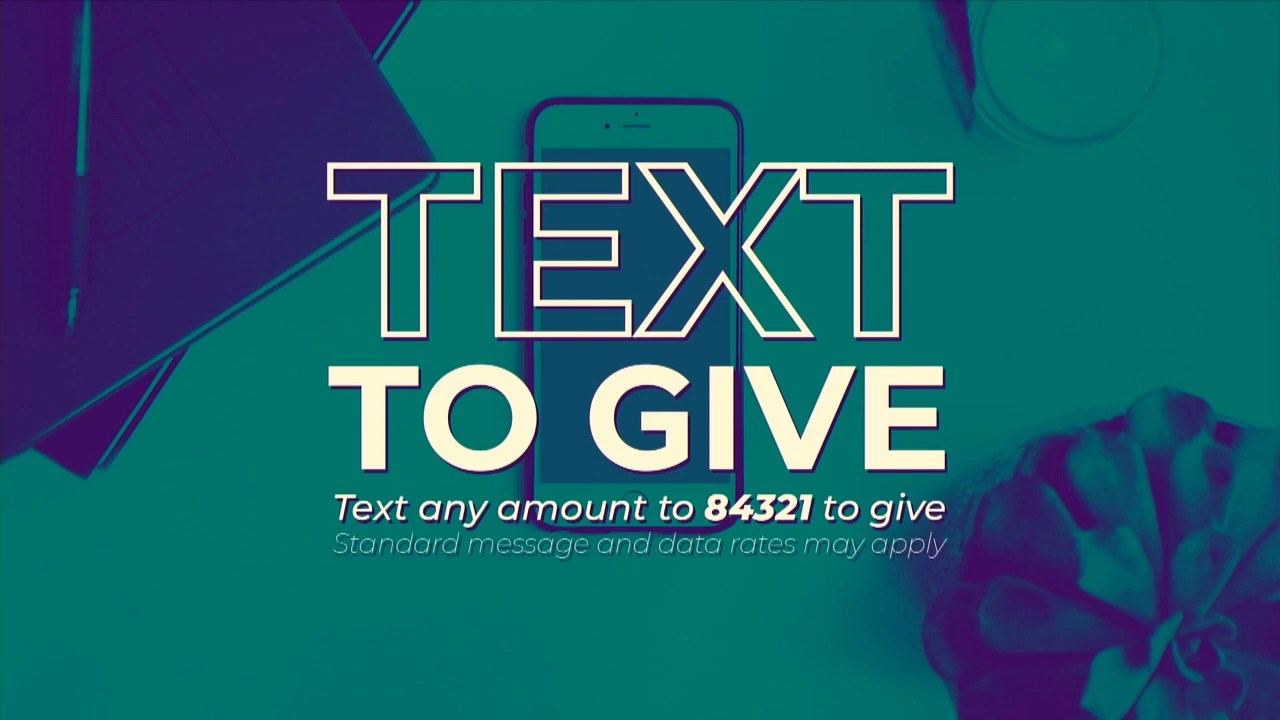 TEXT
TO GIVE
Text any amount to 84321 to give
Standard message and data rates may apply